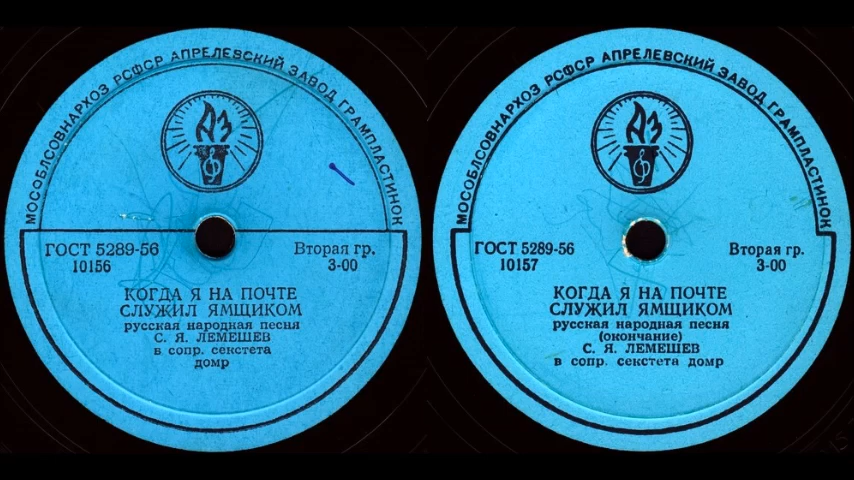 МОСОБЛСОВНАРХОЗ РСФСР АПРЕЛЕВСКИЙ ЗАВОД ГРАМПЛАСТИНОК
АЗ
ГОСТ 5289-56
10156
Вторая гр.
3-00
КОГДА Я НА ПОЧТЕ
СЛУЖИЛ ЯМЩИКОМ
русская народная песня
С. Я. ЛЕМЕШЕВ
в сопр. секстета
домр
МОСОБЛСОВНАРХОЗ РСФСР АПРЕЛЕВСКИЙ ЗАВОД ГРАМПЛАСТИНОК
АЗ
ГОСТ 5289-56
10157
Вторая гр.
3-00
КОГДА Я НА ПОЧТЕ
СЛУЖИЛ ЯМЩИКОМ
русская народная песня
(окончание)
С. Я. ЛЕМЕШЕВ
в сопр. секстета домр